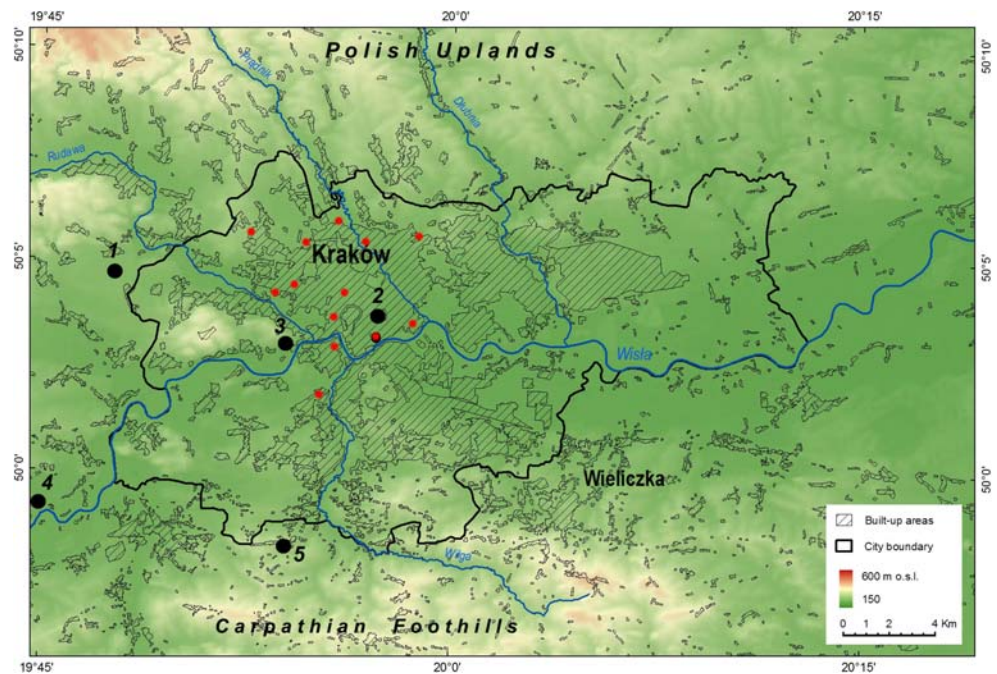 19°45' 20°0' 20°15'
50°10' 50°10'
Polish Uplands
Prądnik
Dłubnia
Rudawa
50°5' 50°5'
1
Kraków
2
3
Wisła
50°0' 50°0'
Wieliczka
4
5
Wilga
Built-up areas
City boundary
600 m o.s.l.
150
0 1 2 4 Km
Carpathian Foothills
19°45' 20°0' 20°15'